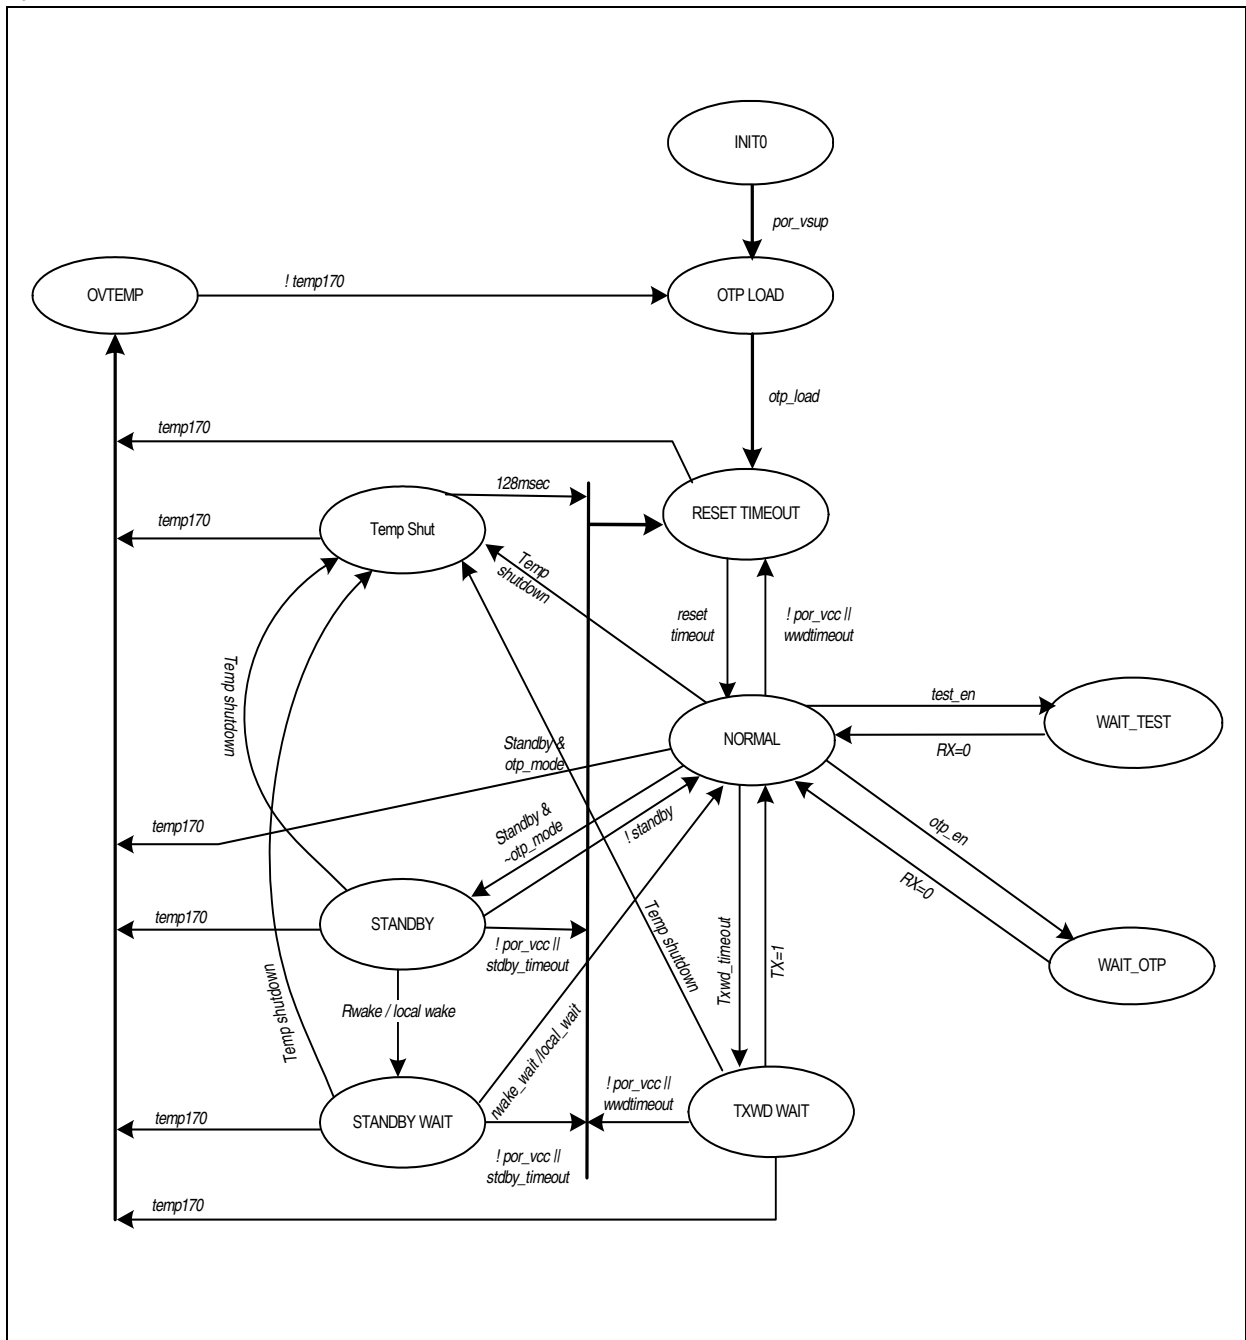 INIT0
por_vsup
OVTEMP
! temp170
OTP LOAD
otp_load
temp170
128msec
RESET TIMEOUT
temp170
Temp Shut
Temp
shutdown
reset
timeout
! por_vcc ||
wwdtimeout
Temp shutdown
test_en
WAIT_TEST
NORMAL
RX=0
Standby &
otp_mode
temp170
Standby &
~otp_mode
! standby
otp_en
RX=0
STANDBY
temp170
! por_vcc ||
stdby_timeout
Temp shutdown
Txwd_timeout
TX=1
WAIT_OTP
Temp shutdown
Rwake / local wake
rwake_wait /local_wait
! por_vcc ||
wwdtimeout
temp170
STANDBY WAIT
TXWD WAIT
! por_vcc ||
stdby_timeout
temp170